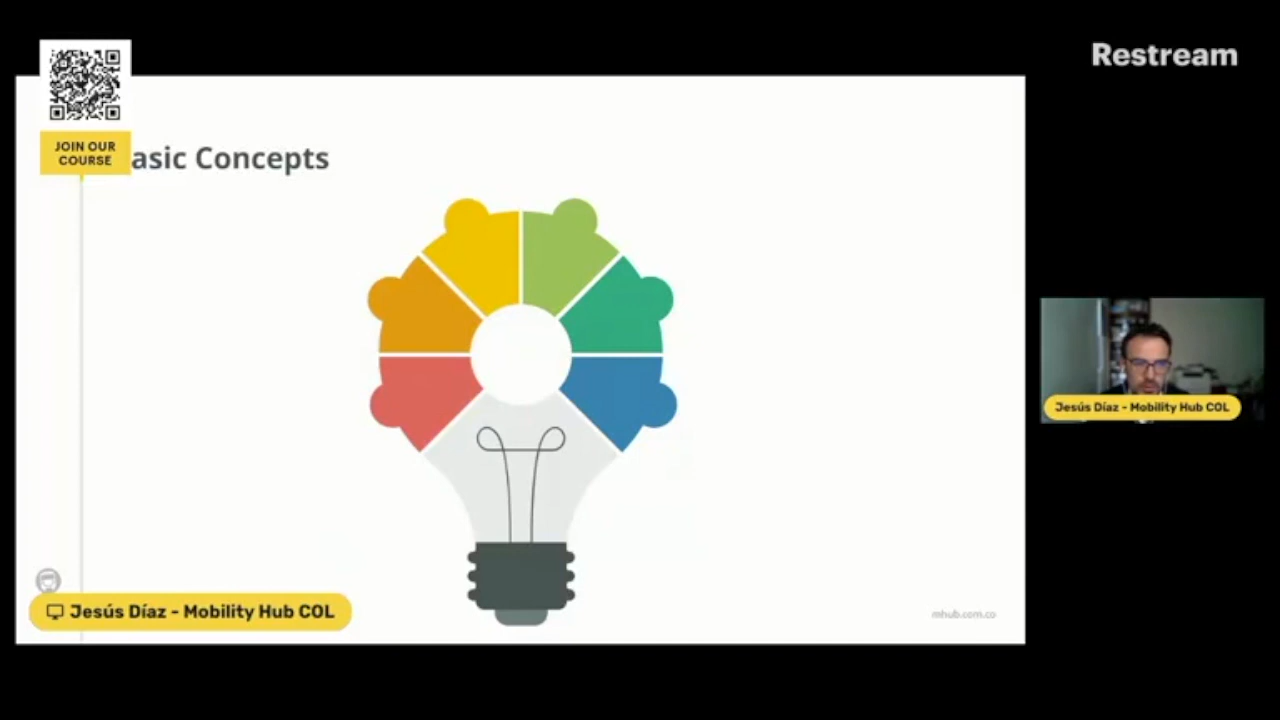 Restream
JOIN OUR
COURSE
asic Concepts
Jesús Díaz - Mobility Hub COL
Jesús Díaz - Mobility Hub COL
mhub.com.co